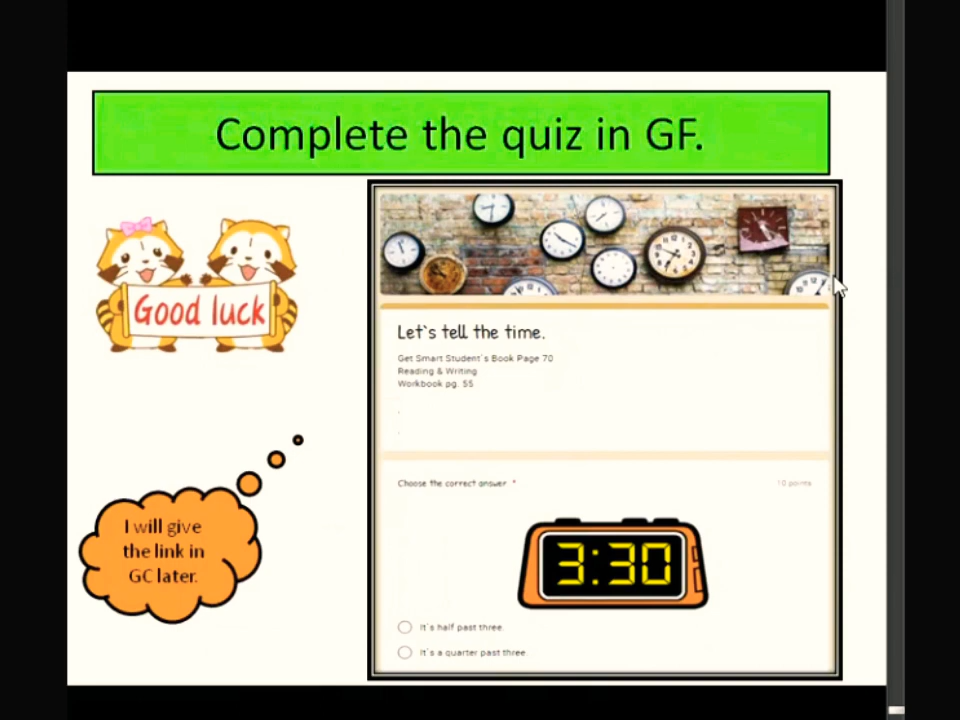 Complete the quiz in GF.
Good luck
I will give
the link in
GC later.
Let`s tell the time.
Get Smart Student`s Book Page 70
Reading & Writing
Workbook pg. 55
.
.
Choose the correct answer *
10 points
3:30
It`s half past three.
It`s a quarter past three.